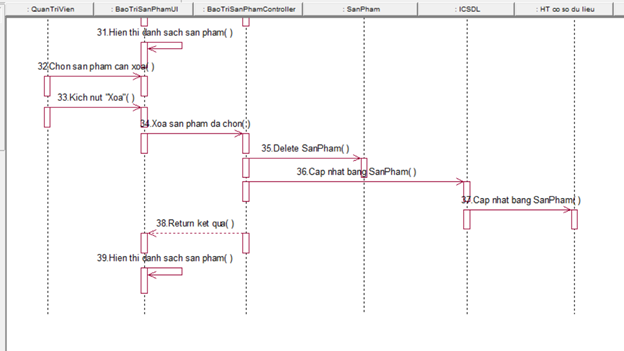 : QuanTriVien
: BaoTriSanPhamUI
: BaoTriSanPhamController
: SanPham
: ICSDL
: HT co so du lieu
31.Hien thi danh sach san pham( )
32.Chon san pham can xoa( )
33.Kich nut "Xoa"( )
34.Xoa san pham da chon( )
35.Delete SanPham( )
36.Cap nhat bang SanPham( )
37.Cap nhat bang SanPham( )
38.Return ket qua( )
39.Hien thi danh sach san pham( )